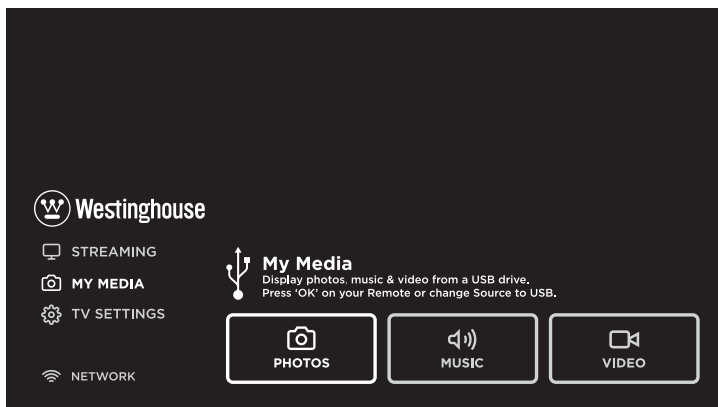 Westinghouse
STREAMING
MY MEDIA
TV SETTINGS
NETWORK
My Media
Display photos, music & video from a USB drive.
Press 'OK' on your Remote or change Source to USB.
PHOTOS
MUSIC
VIDEO